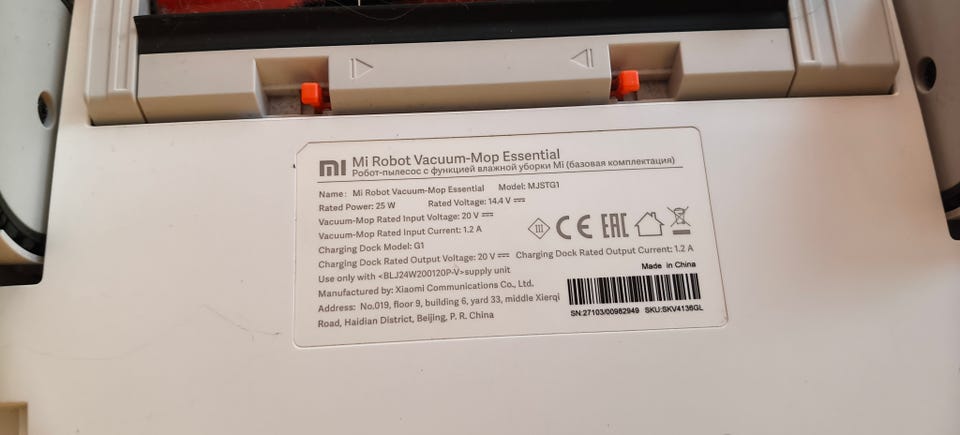 mi Mi Robot Vacuum-Mop Essential
Робот-пылесос с функцией влажной уборки Mi (базовая комплектация)
Name: Mi Robot Vacuum-Mop Essential Model: MJSTG1
Rated Power: 25 W Rated Voltage: 14.4 V
Vacuum-Mop Rated Input Voltage: 20 V
Vacuum-Mop Rated Input Current: 1.2 A
Charging Dock Model: G1
Charging Dock Rated Output Voltage: 20 V Charging Dock Rated Output Current: 1.2 A
Use only with <BLJ24W200120P-V>supply unit
Manufactured by: Xiaomi Communications Co., Ltd.
Address: No.019, floor 9, building 6, yard 33, middle Xierqi
Road, Haidian District, Beijing, P. R. China
III CE EAC
Made in China
SN:27103/00982949 SKU:SKV4136GL